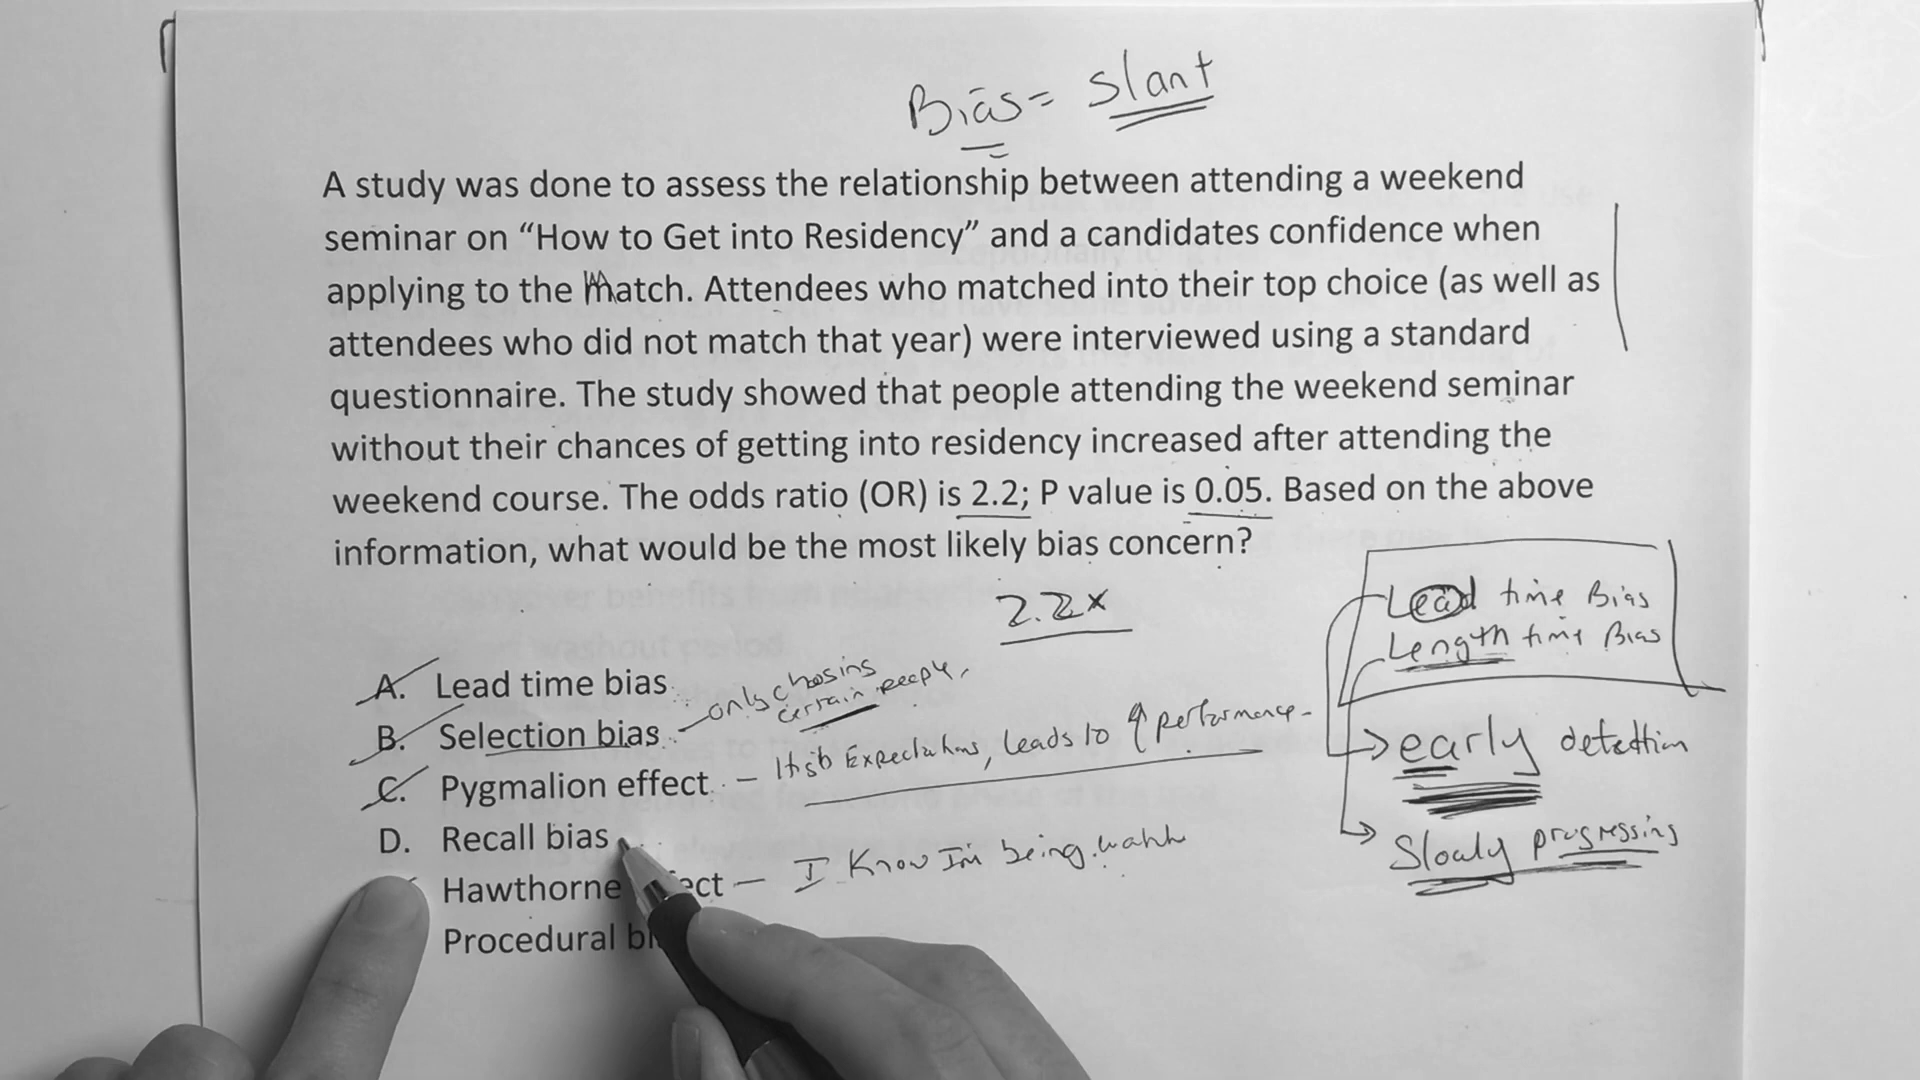 Bias = slant
A study was done to assess the relationship between attending a weekend
seminar on “How to Get into Residency” and a candidates confidence when
applying to the Match. Attendees who matched into their top choice (as well as
attendees who did not match that year) were interviewed using a standard
questionnaire. The study showed that people attending the weekend seminar
without their chances of getting into residency increased after attending the
weekend course. The odds ratio (OR) is 2.2; P value is 0.05. Based on the above
information, what would be the most likely bias concern?
2.2x
Lead time Bias
Length time Bias
A. Lead time bias
B. Selection bias - only choosing
certain people.
C. Pygmalion effect - High Expectations, leads to ↑ performance-
→ early detection
D. Recall bias
→ Slowly progressing
Hawthorne - I Know I'm being
Procedural